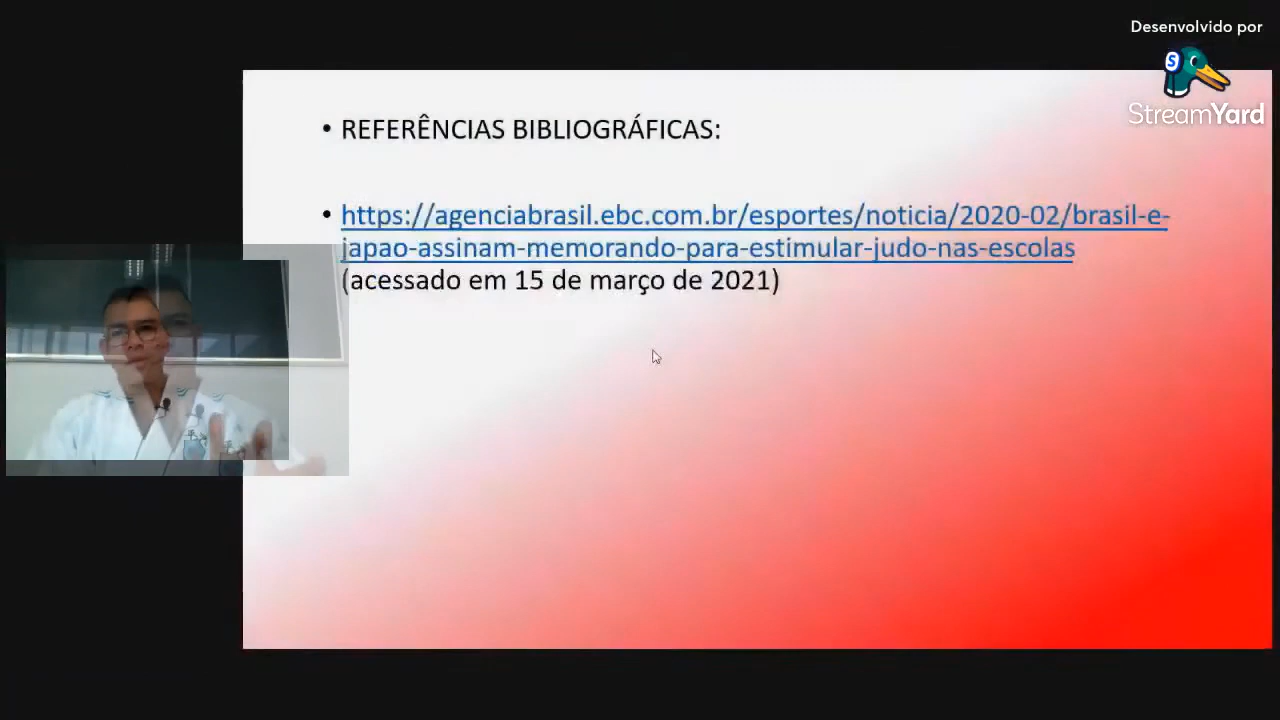 Desenvolvido por
S
StreamYard
• REFERÊNCIAS BIBLIOGRÁFICAS:
• https://agenciabrasil.ebc.com.br/esportes/noticia/2020-02/brasil-e-
japao-assinam-memorando-para-estimular-judo-nas-escolas
(acessado em 15 de março de 2021)